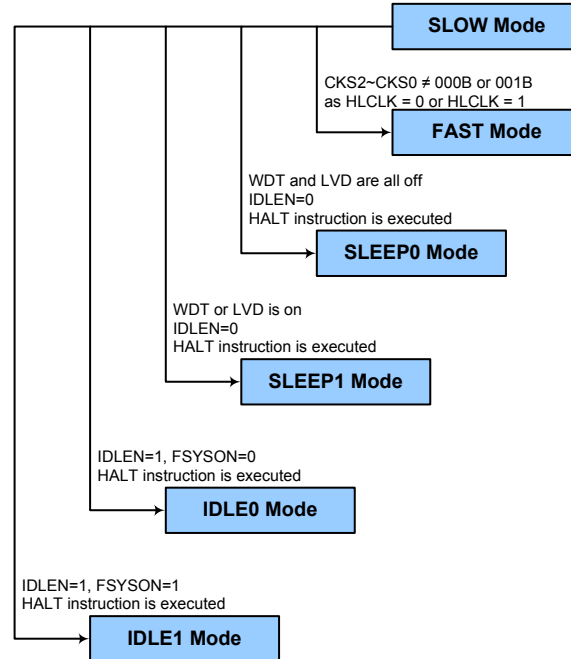 SLOW Mode
CKS2~CKS0 ≠ 000B or 001B
as HLCLK = 0 or HLCLK = 1
FAST Mode
WDT and LVD are all off
IDLEN=0
HALT instruction is executed
SLEEP0 Mode
WDT or LVD is on
IDLEN=0
HALT instruction is executed
SLEEP1 Mode
IDLEN=1, FSYSON=0
HALT instruction is executed
IDLE0 Mode
IDLEN=1, FSYSON=1
HALT instruction is executed
IDLE1 Mode